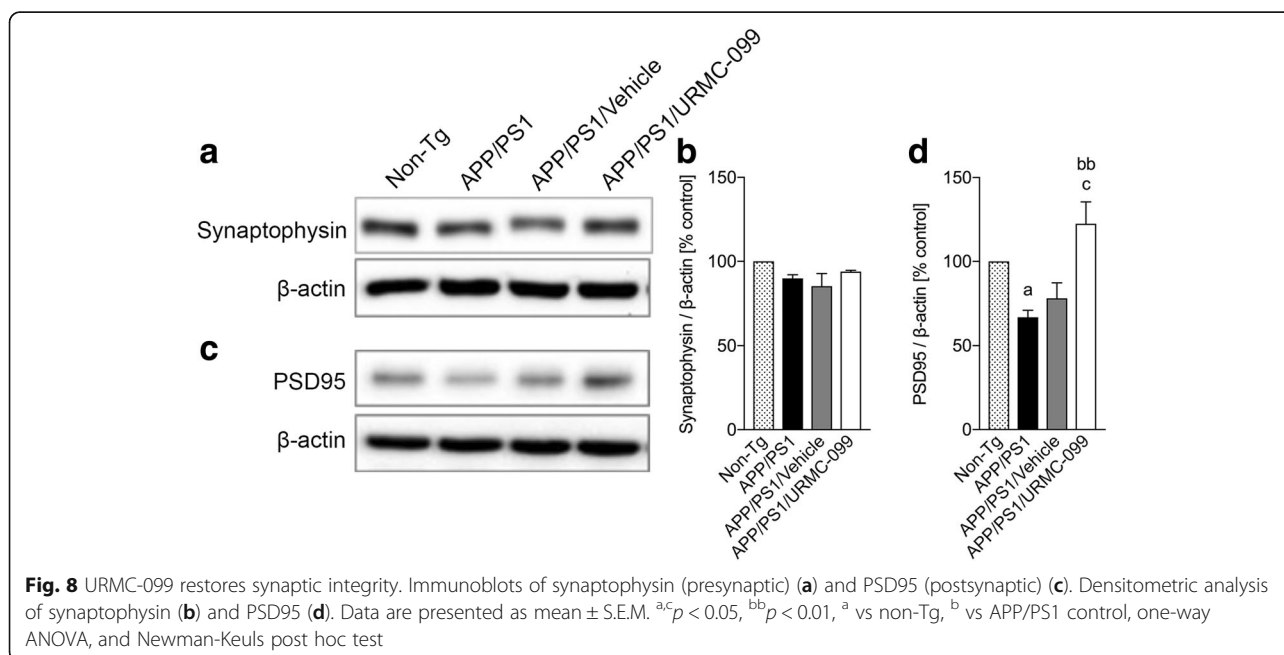 a
Non-Tg
APP/PS1
APP/PS1/Vehicle
APP/PS1/URMC-099
Synaptophysin
β-actin
c
PSD95
β-actin
b
Synaptophysin / β-actin [% control]
150
100
50
0
Non-Tg
APP/PS1
APP/PS1/Vehicle
APP/PS1/URMC-099
d
PSD95 / β-actin [% control]
150
100
50
0
a
bb
c
Non-Tg
APP/PS1
APP/PS1/Vehicle
APP/PS1/URMC-099
Fig. 8 URMC-099 restores synaptic integrity. Immunoblots of synaptophysin (presynaptic) (a) and PSD95 (postsynaptic) (c). Densitometric analysis
of synaptophysin (b) and PSD95 (d). Data are presented as mean ± S.E.M. a,cp < 0.05, bbp < 0.01, a vs non-Tg, b vs APP/PS1 control, one-way
ANOVA, and Newman-Keuls post hoc test